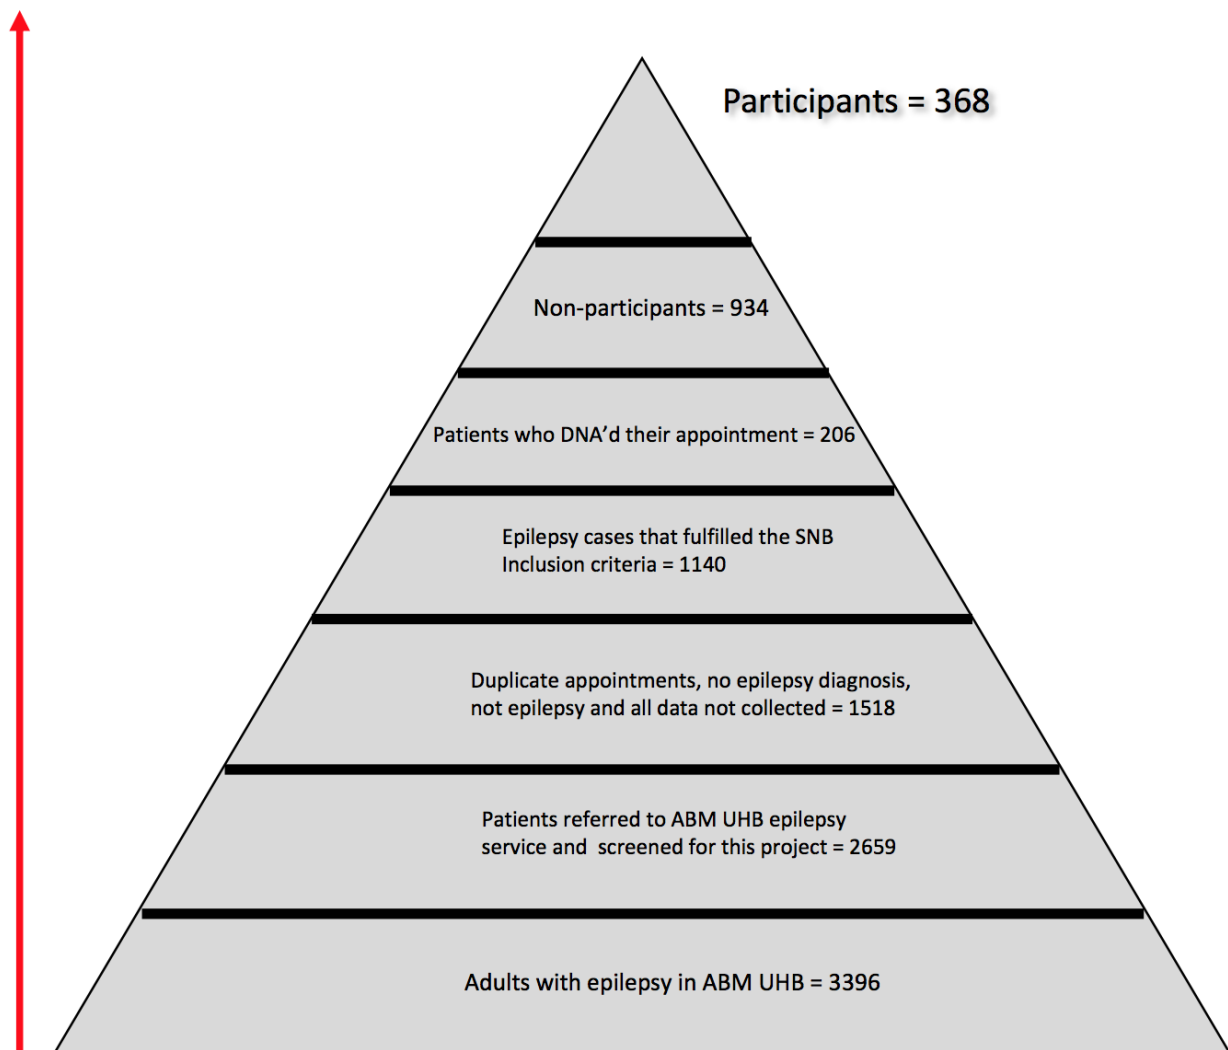 Participants = 368
Non-participants = 934
Patients who DNA’d their appointment = 206
Epilepsy cases that fulfilled the SNB
Inclusion criteria = 1140
Duplicate appointments, no epilepsy diagnosis,
not epilepsy and all data not collected = 1518
Patients referred to ABM UHB epilepsy
service and  screened for this project = 2659
Adults with epilepsy in ABM UHB = 3396